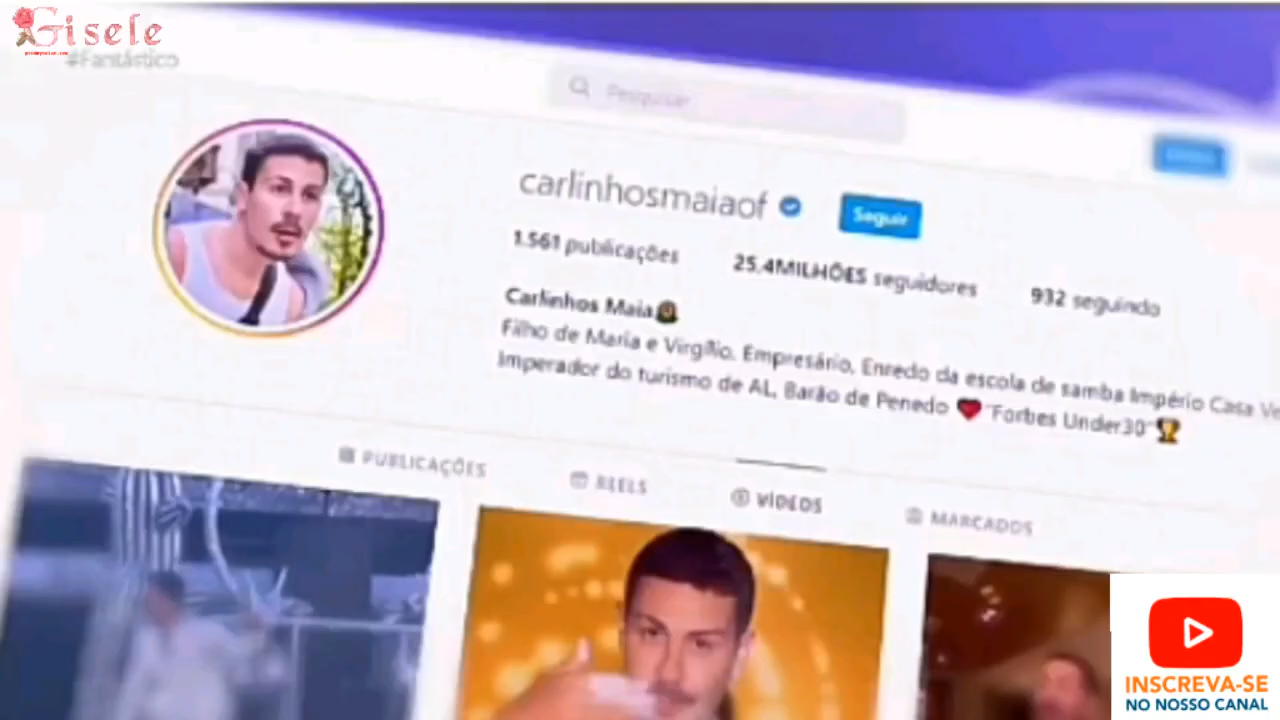 Gisele
#Fantástico
Pesquisar
carlinhosmaiaof
Seguir
1.561 publicações 25,4MILHÕES seguidores 932 seguindo
Carlinhos Maia
Filho de Maria e Virgílio, Empresário, Enredo da escola de samba Império Casa
Imperador do turismo de AL, Barão de Penedo "Forbes Under30"
PUBLICAÇÕES REELS VÍDEOS MARCADOS
INSCREVA-SE
NO NOSSO CANAL